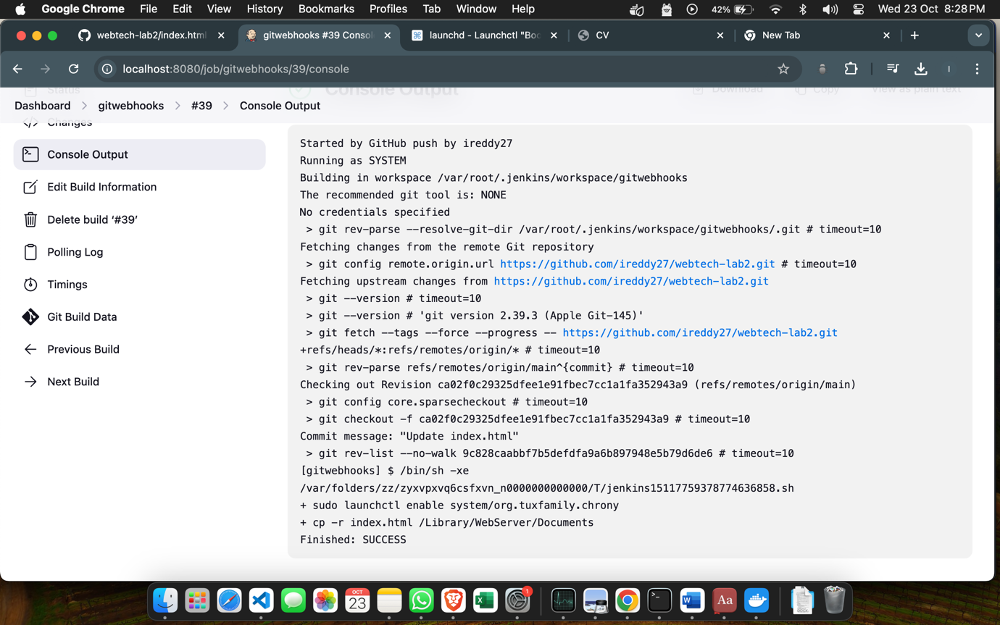 Google Chrome File Edit View History Bookmarks Profiles Tab Window Help 42% Wed 23 Oct 8:28 PM
webtech-lab2/index.html gitwebhooks #39 Conso launchd - Launchctl "Boo CV New Tab
localhost:8080/job/gitwebhooks/39/console
Status Console Output Download Copy View as plain text
Dashboard gitwebhooks #39 Console Output
Changes
Console Output
Edit Build Information
Delete build ‘#39’
Polling Log
Timings
Git Build Data
Previous Build
Next Build
Started by GitHub push by ireddy27
Running as SYSTEM
Building in workspace /var/root/.jenkins/workspace/gitwebhooks
The recommended git tool is: NONE
No credentials specified
> git rev-parse --resolve-git-dir /var/root/.jenkins/workspace/gitwebhooks/.git # timeout=10
Fetching changes from the remote Git repository
> git config remote.origin.url https://github.com/ireddy27/webtech-lab2.git # timeout=10
Fetching upstream changes from https://github.com/ireddy27/webtech-lab2.git
> git --version # timeout=10
> git --version # 'git version 2.39.3 (Apple Git-145)'
> git fetch --tags --force --progress -- https://github.com/ireddy27/webtech-lab2.git
+refs/heads/*:refs/remotes/origin/* # timeout=10
> git rev-parse refs/remotes/origin/main^{commit} # timeout=10
Checking out Revision ca02f0c29325dfee1e91fbec7cc1a1fa352943a9 (refs/remotes/origin/main)
> git config core.sparsecheckout # timeout=10
> git checkout -f ca02f0c29325dfee1e91fbec7cc1a1fa352943a9 # timeout=10
Commit message: "Update index.html"
> git rev-list --no-walk 9c828caabbf7b5defdfa9a6b897948e5b79d6de6 # timeout=10
[gitwebhooks] $ /bin/sh -xe
/var/folders/zz/zyxvpxvq6csfxvn_n0000000000000/T/jenkins15117759378774636858.sh
+ sudo launchctl enable system/org.tuxfamily.chrony
+ cp -r index.html /Library/WebServer/Documents
Finished: SUCCESS
OCT
23
1
Aa